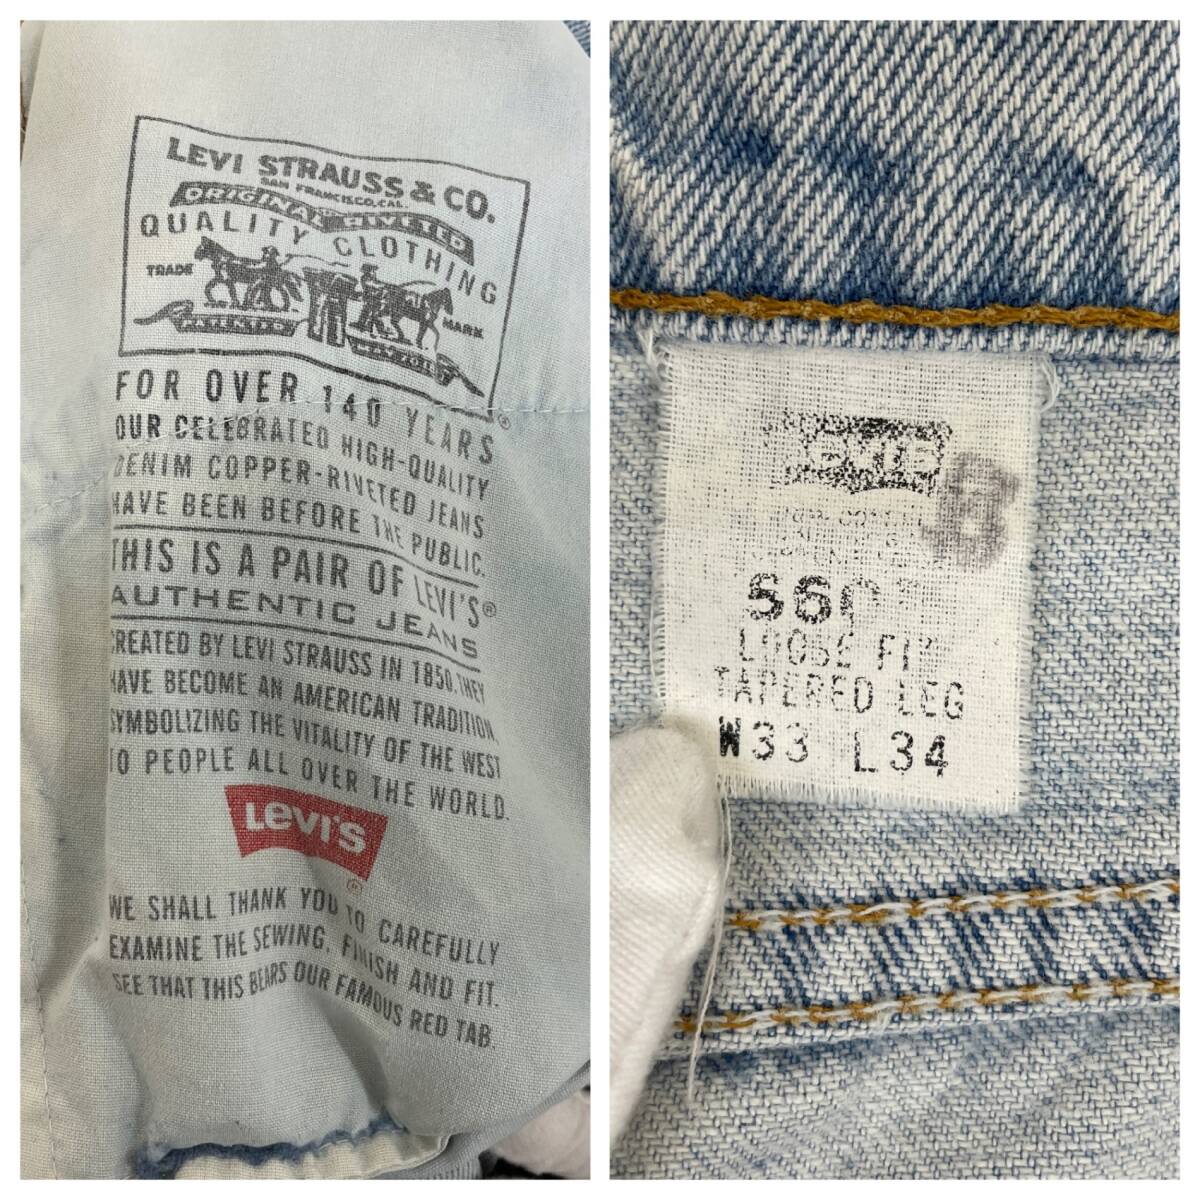 LEVI STRAUSS & CO.
SAN FRANCISCO, CAL.
ORIGINAL RIVETED
QUALITY CLOTHING
TRADE MARK
PATENTED
®
FOR OVER 140 YEARS
OUR CELEBRATED HIGH-QUALITY
DENIM COPPER-RIVETED JEANS
HAVE BEEN BEFORE THE PUBLIC.
THIS IS A PAIR OF LEVI'S®
AUTHENTIC JEANS
CREATED BY LEVI STRAUSS IN 1850. THEY
HAVE BECOME AN AMERICAN TRADITION,
SYMBOLIZING THE VITALITY OF THE WEST
TO PEOPLE ALL OVER THE WORLD.
Levi's
®
WE SHALL THANK YOU TO CAREFULLY
EXAMINE THE SEWING, FINISH AND FIT.
SEE THAT THIS BEARS OUR FAMOUS RED TAB.
LEVI'S
8
560
LOOSE FIT
TAPERED LEG
W33 L34